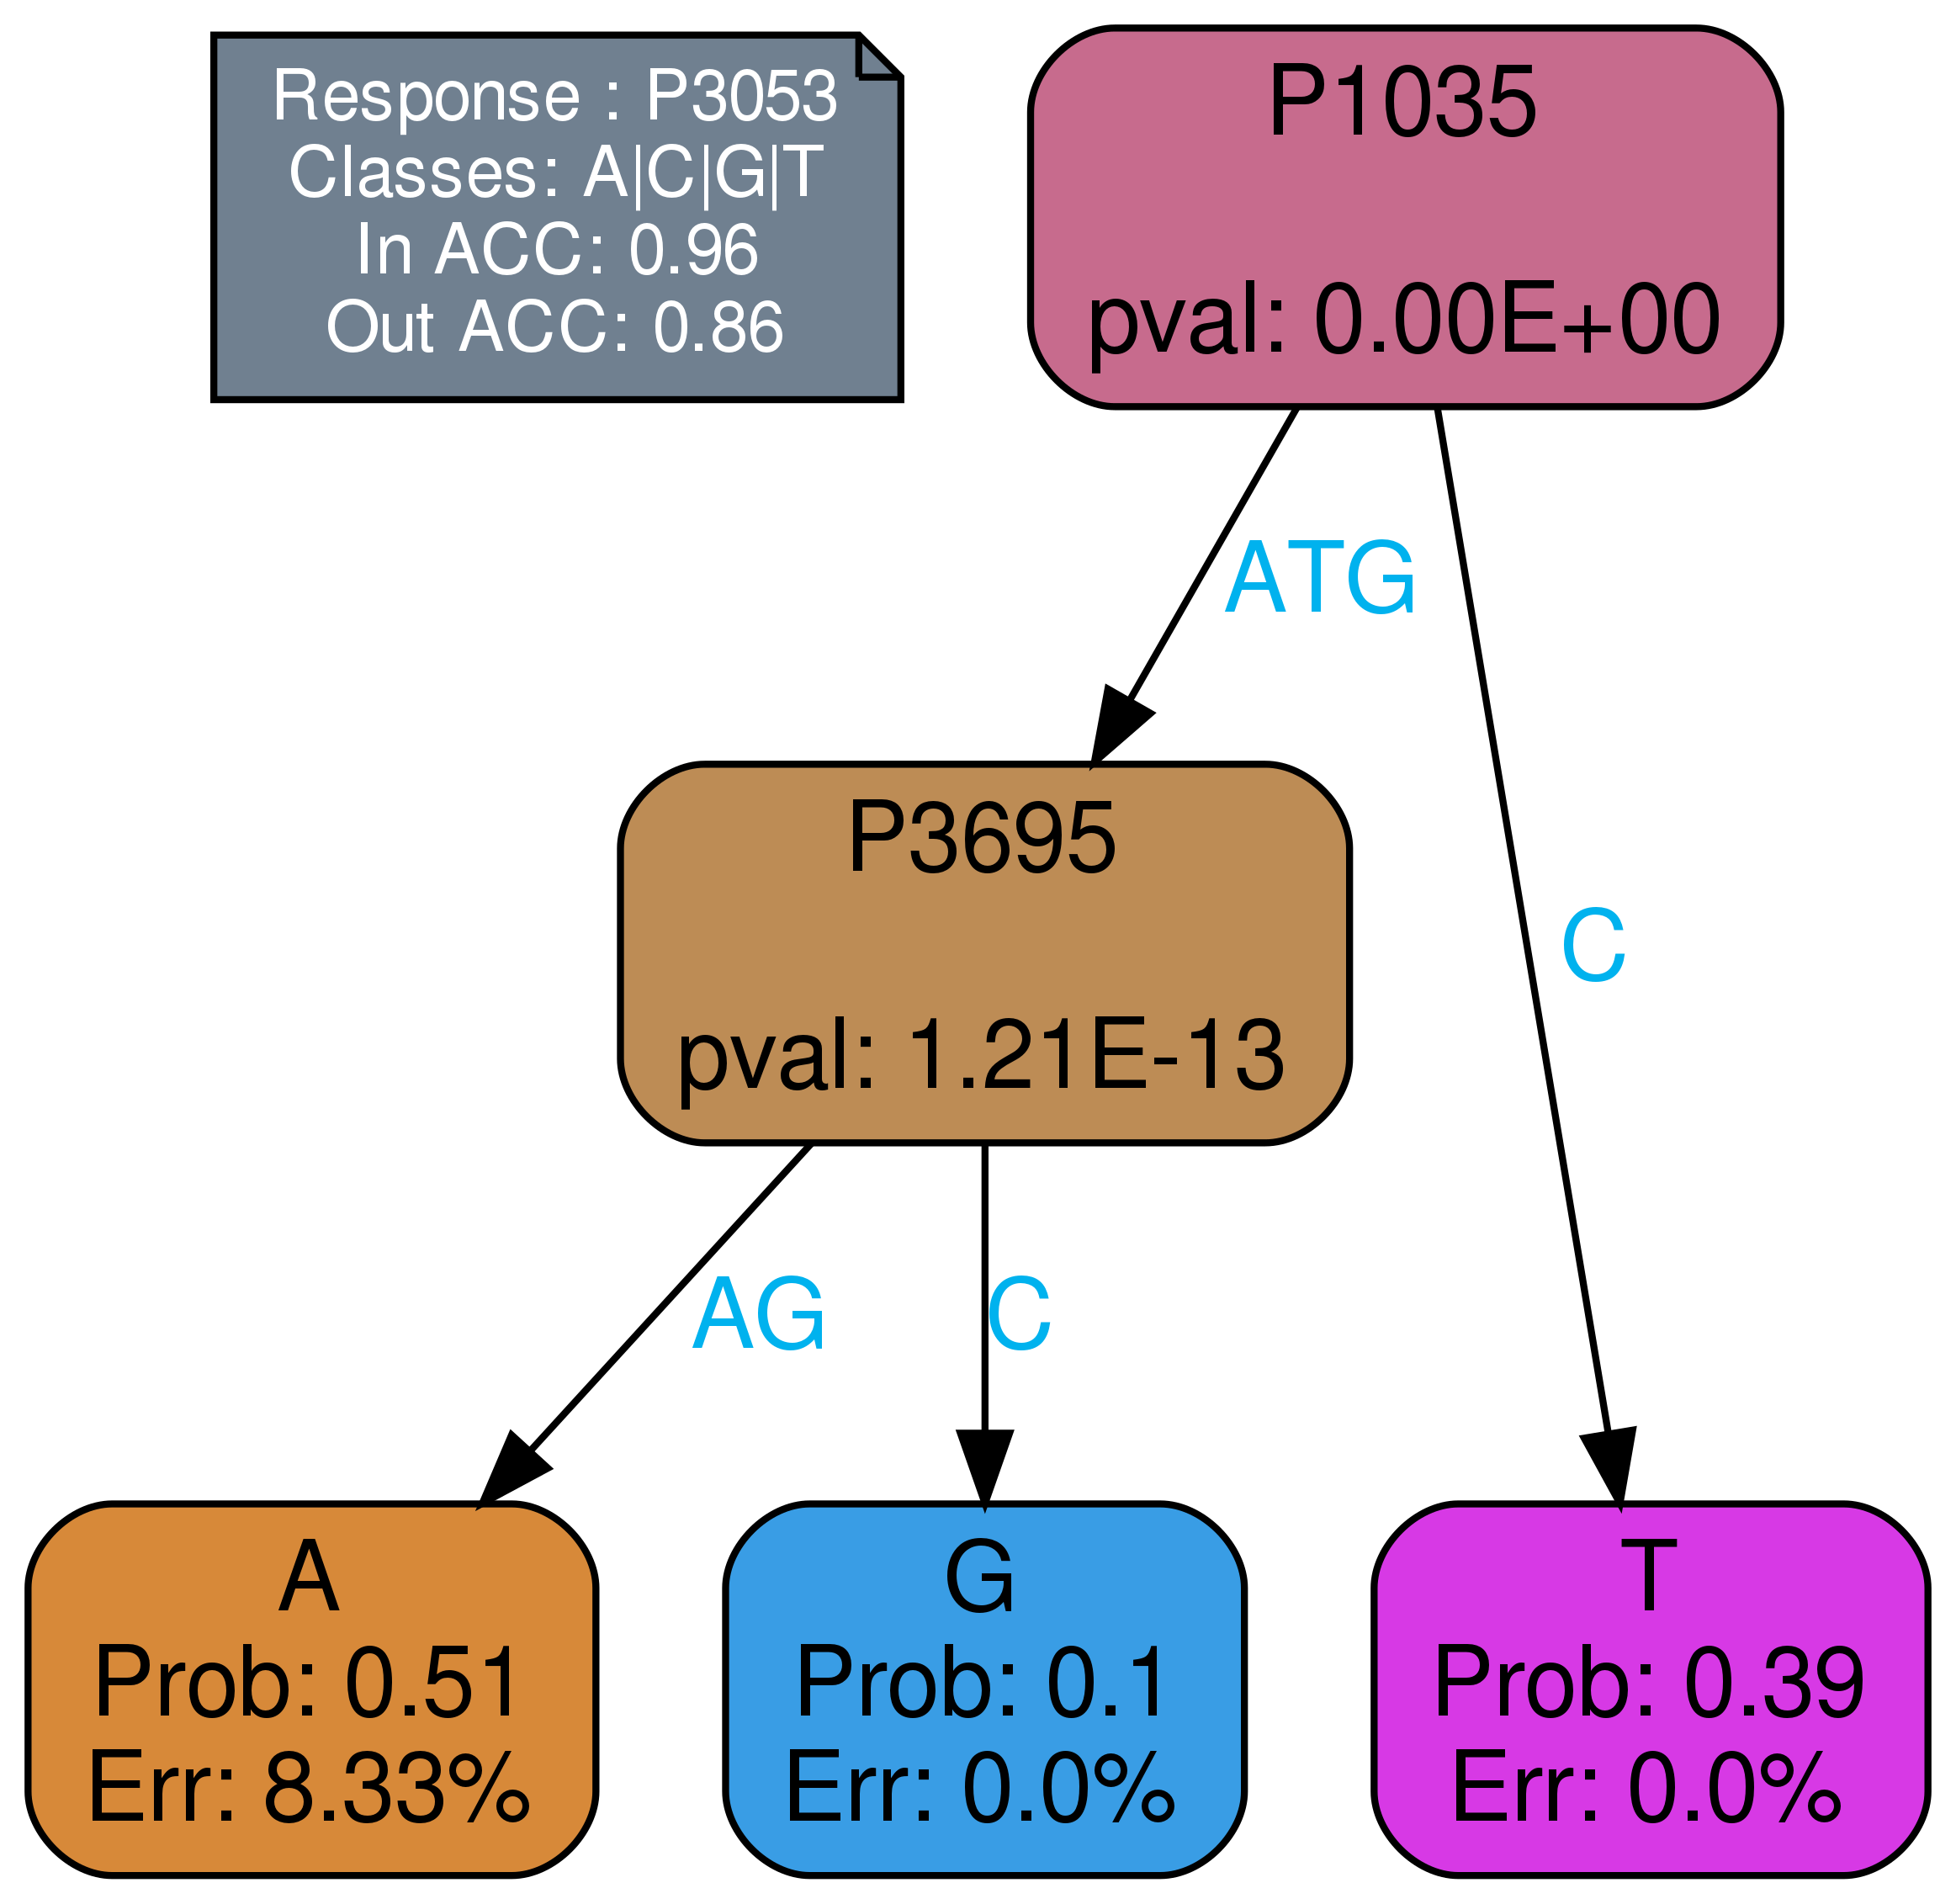 Response : P3053
Classes: A|C|G|T
In ACC: 0.96
Out ACC: 0.86
P1035
pval: 0.00E+00
ATG
C
P3695
pval: 1.21E-13
AG
C
A
Prob: 0.51
Err: 8.33%
G
Prob: 0.1
Err: 0.0%
T
Prob: 0.39
Err: 0.0%